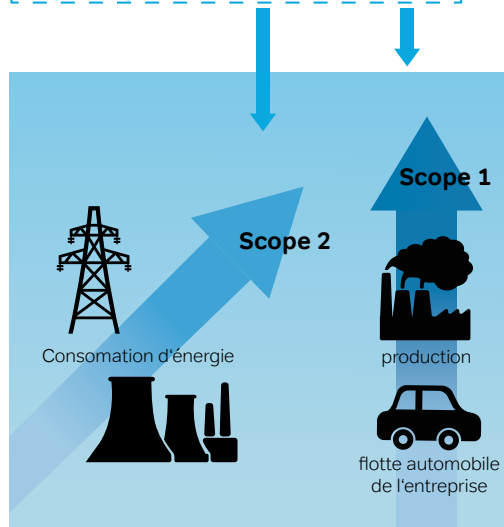 Scope 1
Scope 2
Consomation d‘énergie
production
flotte automobile
de l‘entreprise